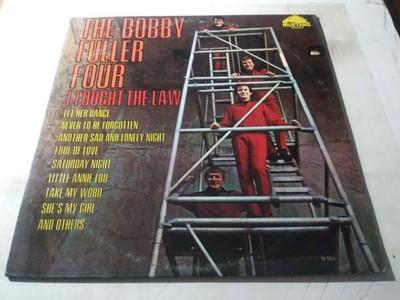 THE BOBBY
FULLER
FOUR
I FOUGHT THE LAW
LET HER DANCE
NEVER TO BE FORGOTTEN
ANOTHER SAD AND LONELY NIGHT
FOOL OF LOVE
SATURDAY NIGHT
LITTLE ANNIE LOU
TAKE MY WORD
SHE'S MY GIRL
AND OTHERS
MUSTANG